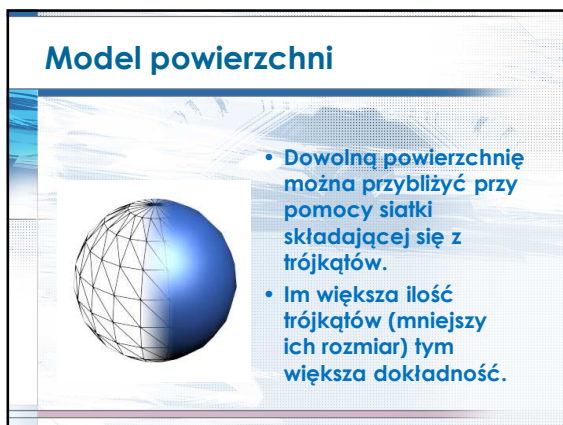 Model powierzchni
• Dowolną powierzchnię
można przybliżyć przy
pomocy siatki
składającej się z
trójkątów.
• Im większa ilość
trójkątów (mniejszy
ich rozmiar) tym
większa dokładność.